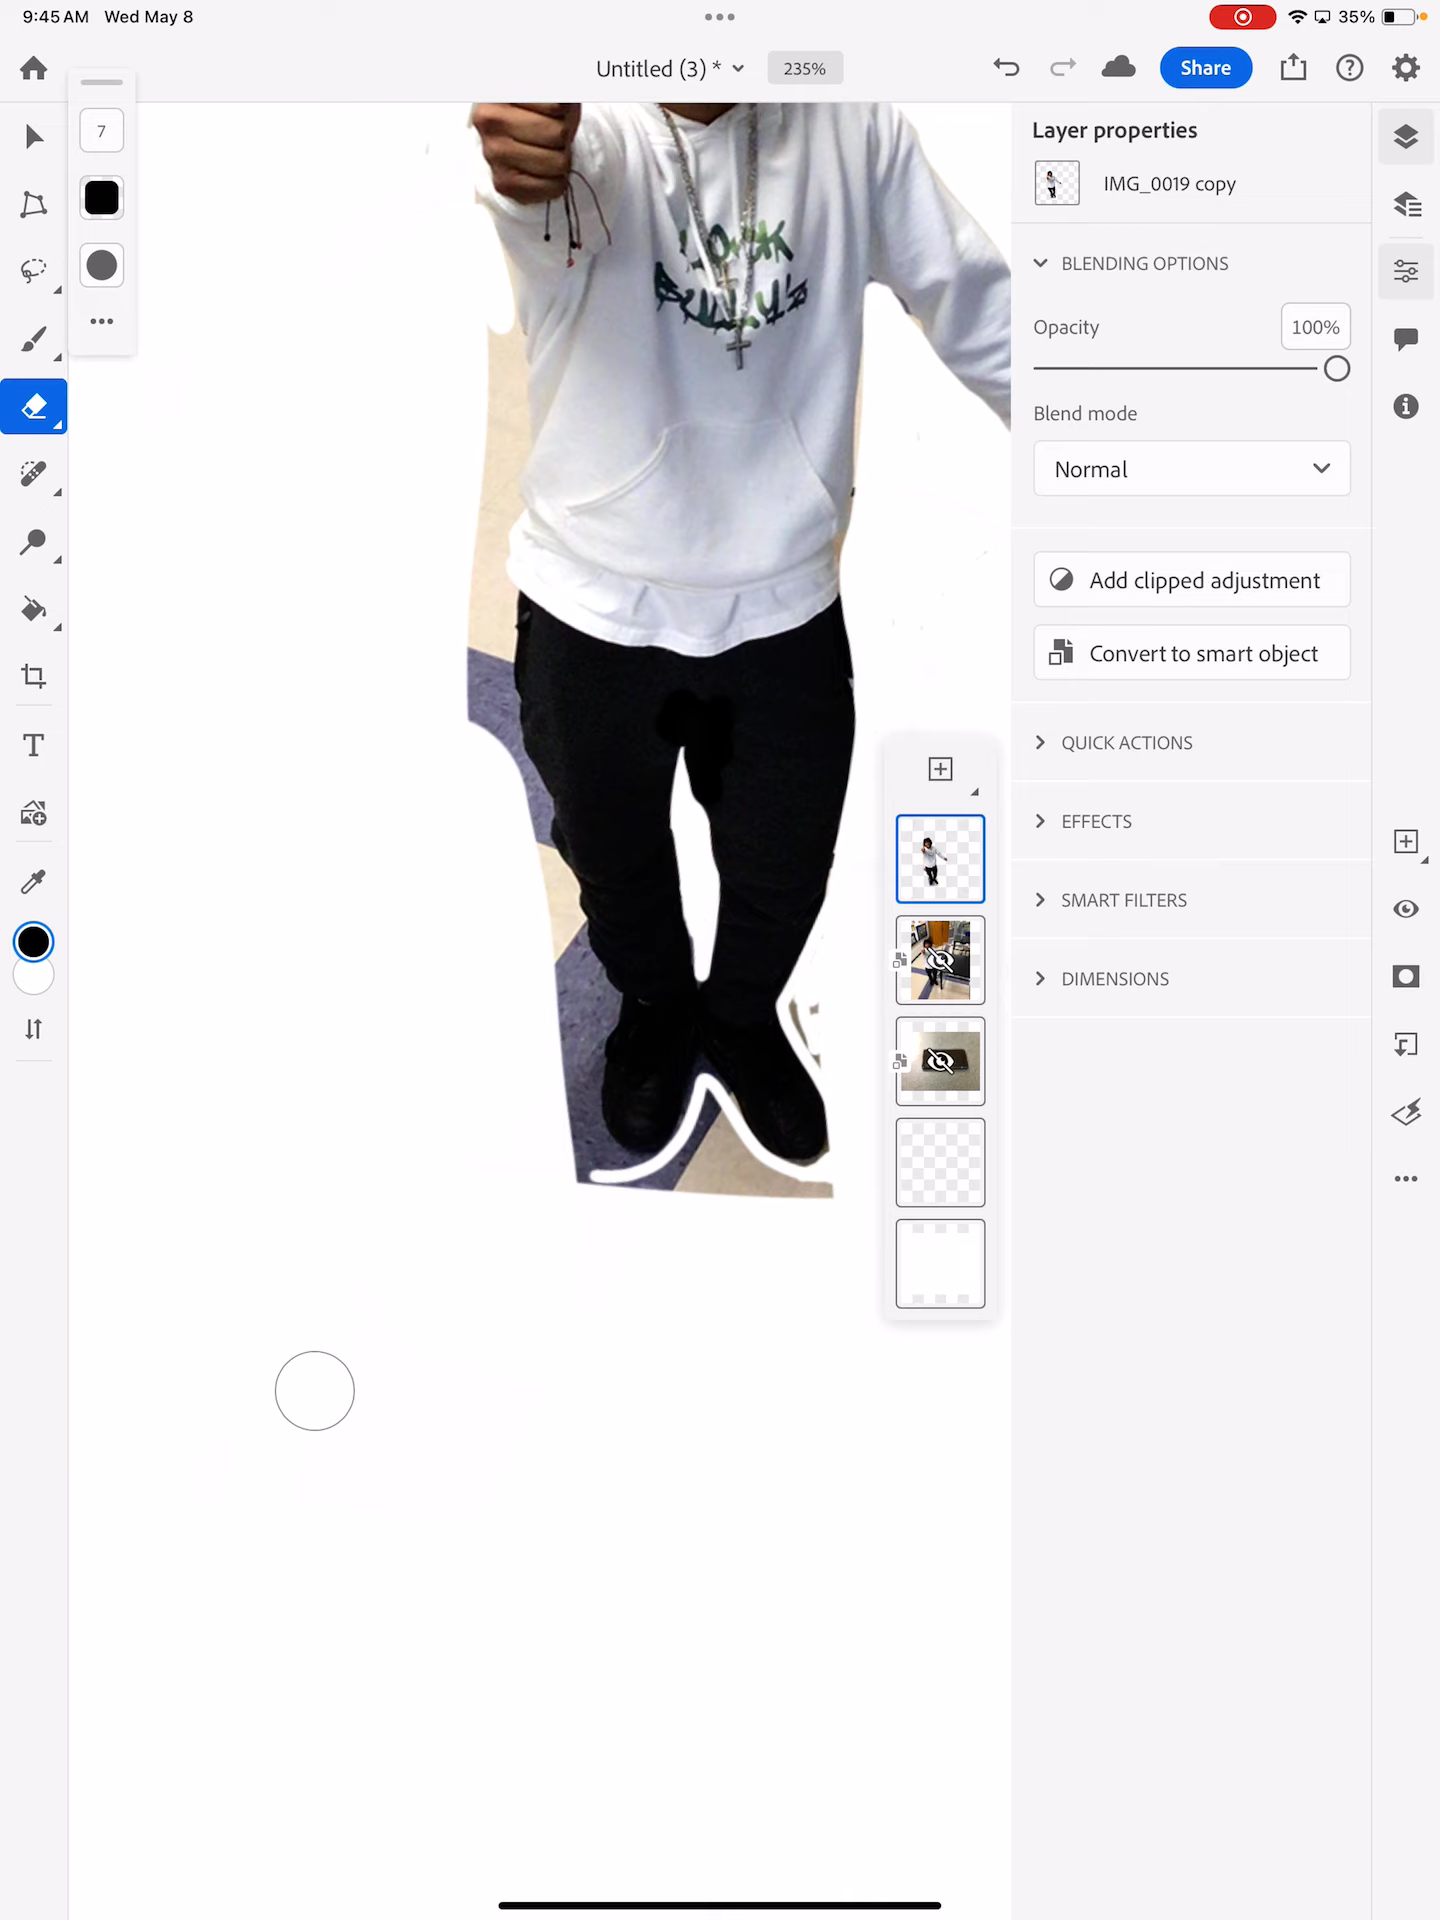 9:45 AM Wed May 8
35%
Untitled (3) *
235%
Share
7
Layer properties
IMG_0019 copy
BLENDING OPTIONS
Opacity
100%
Blend mode
Normal
Add clipped adjustment
Convert to smart object
QUICK ACTIONS
EFFECTS
SMART FILTERS
DIMENSIONS
T